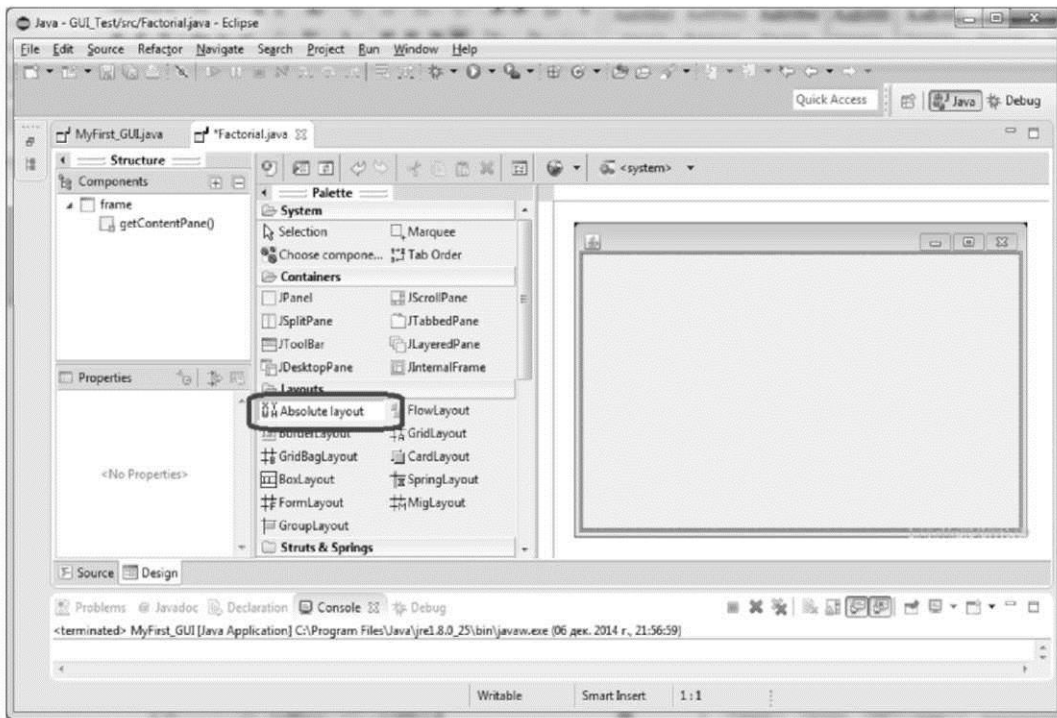 Java - GUI_Test/src/Factorial.java - Eclipse
File Edit Source Refactor Navigate Search Project Run Window Help
Quick Access Java Debug
MyFirst_GUI.java *Factorial.java
Structure
Components
frame
getContentPane()
Properties
<No Properties>
<system>
Palette
System
Selection Marquee
Choose compone... Tab Order
Containers
JPanel JScrollPane
JSplitPane JTabbedPane
JToolBar JLayeredPane
JDesktopPane JInternalFrame
Layouts
Absolute layout FlowLayout
BorderLayout GridLayout
GridBagLayout CardLayout
BoxLayout SpringLayout
FormLayout MigLayout
GroupLayout
Struts & Springs
Source Design
Problems @ Javadoc Declaration Console Debug
<terminated> MyFirst_GUI [Java Application] C:\Program Files\Java\jre1.8.0_25\bin\javaw.exe (06 дек. 2014 г., 21:56:59)
Writable Smart Insert 1:1